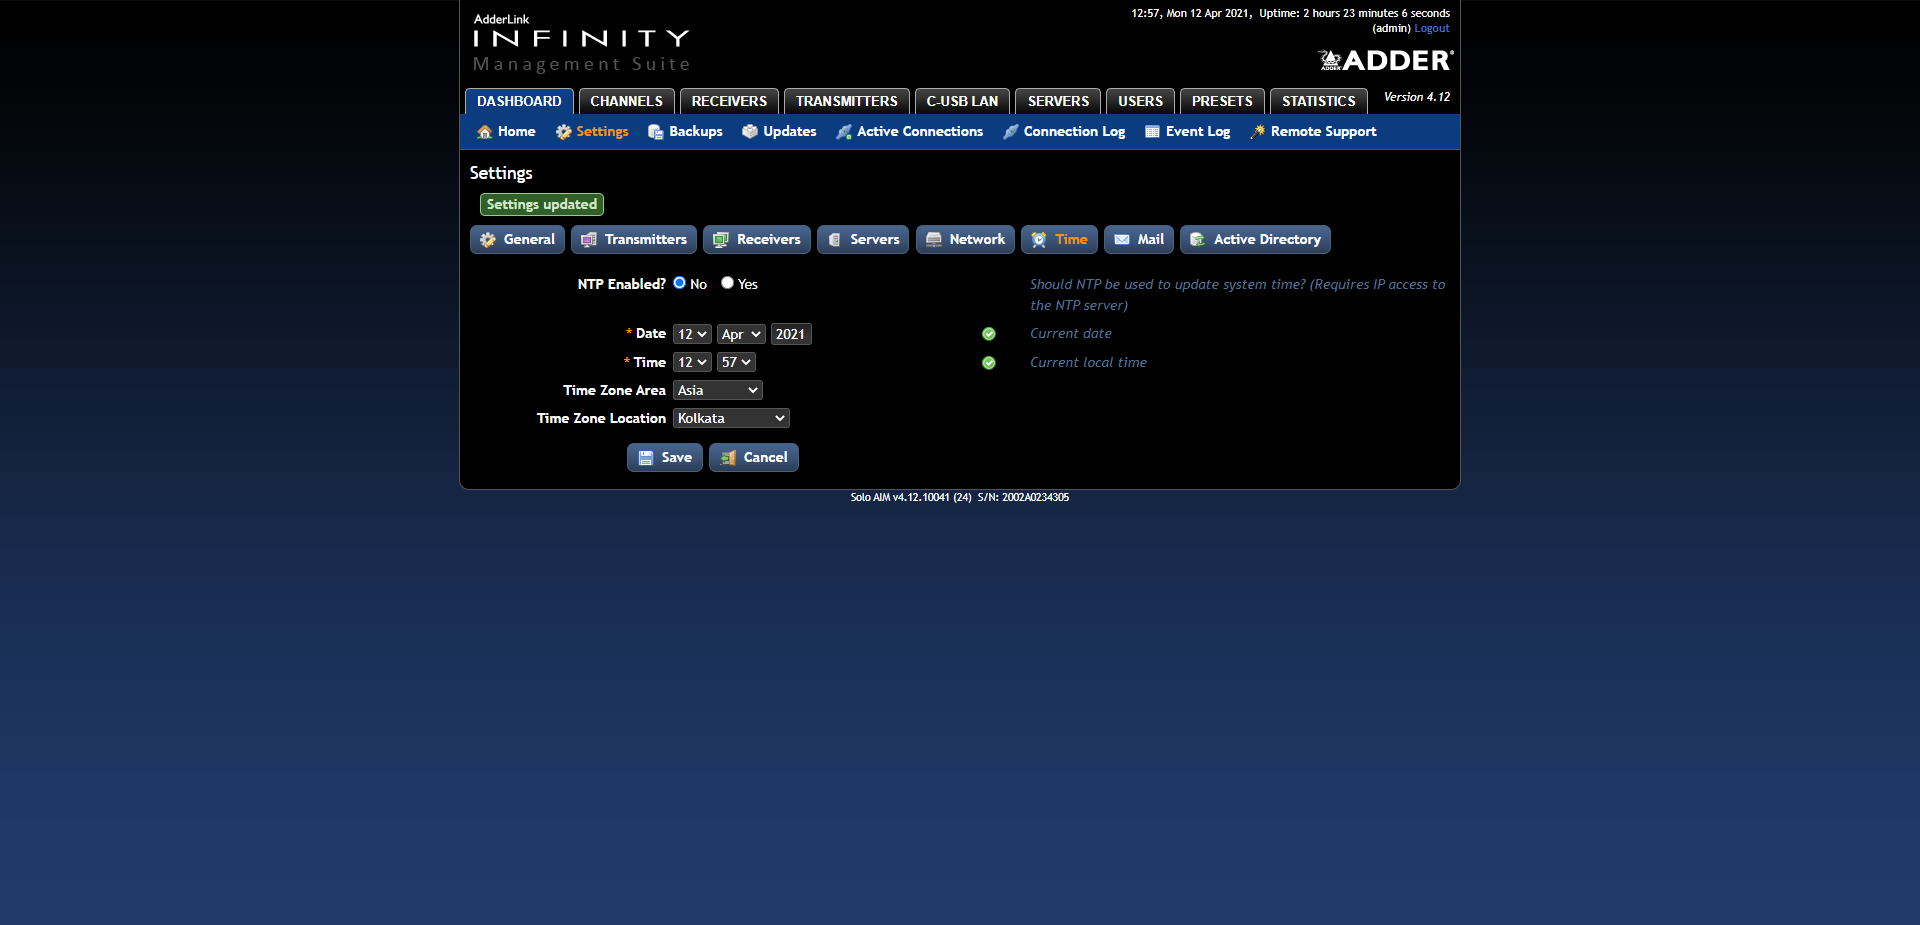 AdderLink
INFINITY
Management Suite
12:57, Mon 12 Apr 2021, Uptime: 2 hours 23 minutes 6 seconds
(admin) Logout
ADDER
ADDER®
DASHBOARD CHANNELS RECEIVERS TRANSMITTERS C-USB LAN SERVERS USERS PRESETS STATISTICS Version 4.12
Home Settings Backups Updates Active Connections Connection Log Event Log Remote Support
Settings
Settings updated
General Transmitters Receivers Servers Network Time Mail Active Directory
NTP Enabled? No Yes Should NTP be used to update system time? (Requires IP access to
the NTP server)
* Date 12 Apr 2021 Current date
* Time 12 57 Current local time
Time Zone Area Asia
Time Zone Location Kolkata
Save Cancel
Solo AIM v4.12.10041 (24) S/N: 2002A0234305